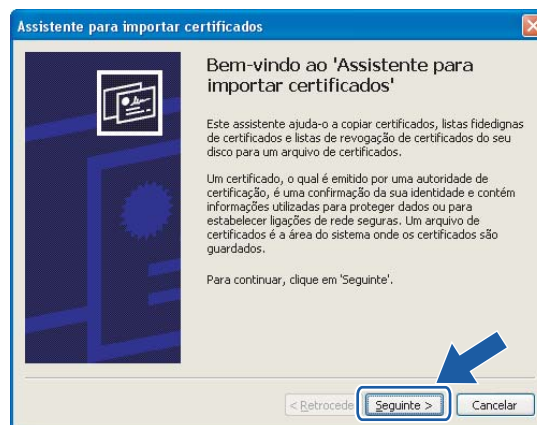 Assistente para importar certificados
Bem-vindo ao 'Assistente para
importar certificados'
Este assistente ajuda-o a copiar certificados, listas fidedignas
de certificados e listas de revogação de certificados do seu
disco para um arquivo de certificados.
Um certificado, o qual é emitido por uma autoridade de
certificação, é uma confirmação da sua identidade e contém
informações utilizadas para proteger dados ou para
estabelecer ligações de rede seguras. Um arquivo de
certificados é a área do sistema onde os certificados são
guardados.
Para continuar, clique em 'Seguinte'.
< Retrocede
Seguinte >
Cancelar